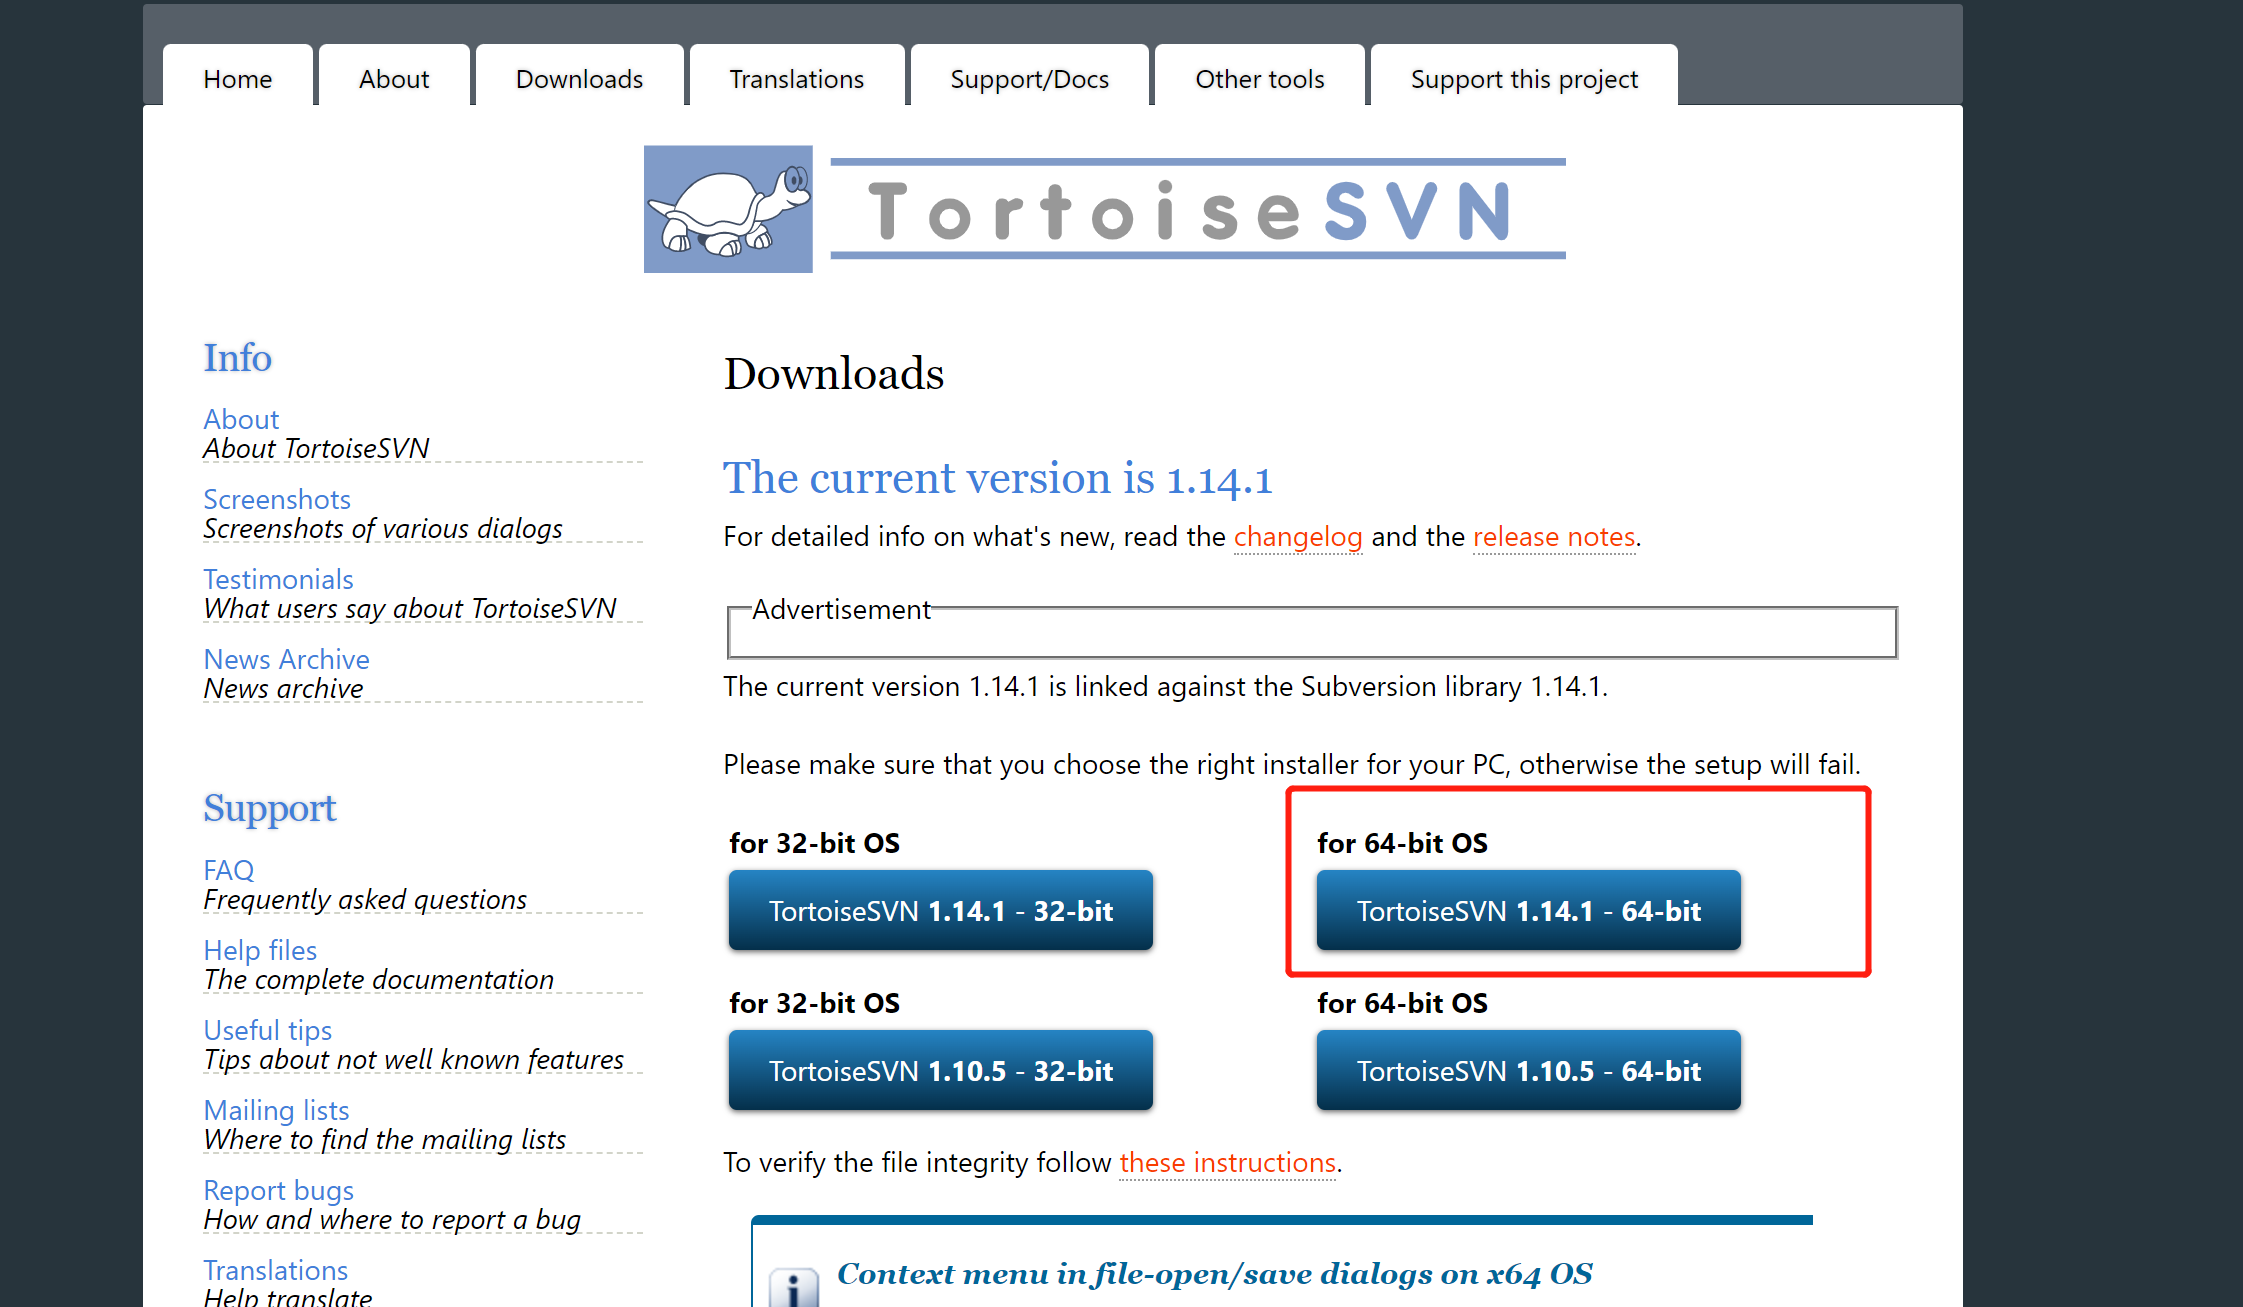 Home
About
Downloads
Translations
Support/Docs
Other tools
Support this project
TortoiseSVN
Info
About
About TortoiseSVN
Screenshots
Screenshots of various dialogs
Testimonials
What users say about TortoiseSVN
News Archive
News archive
Support
FAQ
Frequently asked questions
Help files
The complete documentation
Useful tips
Tips about not well known features
Mailing lists
Where to find the mailing lists
Report bugs
How and where to report a bug
Translations
Help translate
Downloads
The current version is 1.14.1
For detailed info on what's new, read the changelog and the release notes.
Advertisement
The current version 1.14.1 is linked against the Subversion library 1.14.1.
Please make sure that you choose the right installer for your PC, otherwise the setup will fail.
for 32-bit OS
for 64-bit OS
TortoiseSVN 1.14.1 - 32-bit
TortoiseSVN 1.14.1 - 64-bit
for 32-bit OS
for 64-bit OS
TortoiseSVN 1.10.5 - 32-bit
TortoiseSVN 1.10.5 - 64-bit
To verify the file integrity follow these instructions.
Context menu in file-open/save dialogs on x64 OS